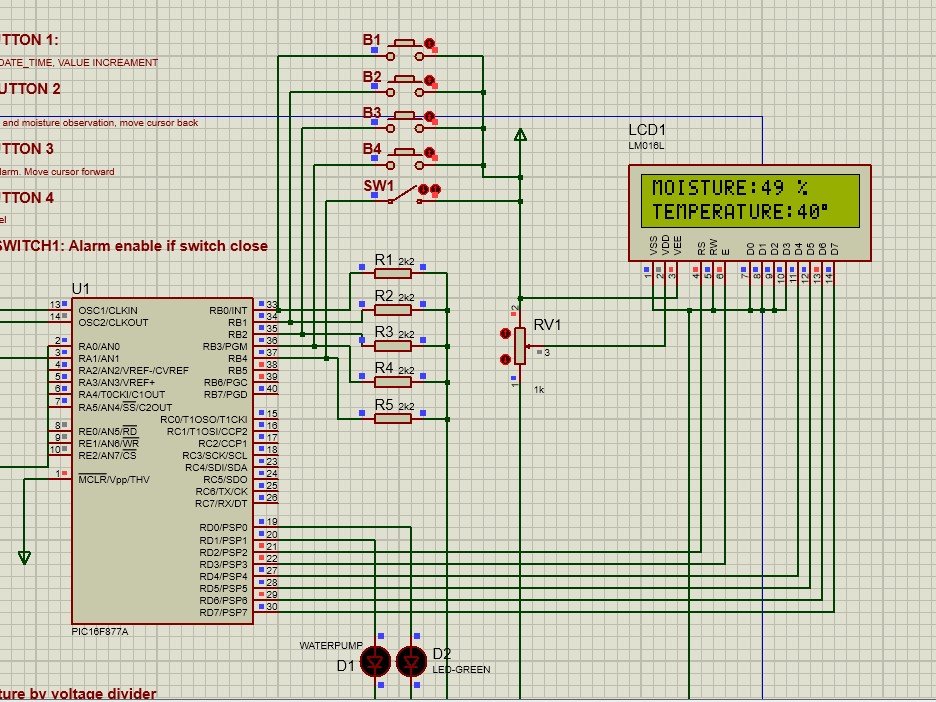 UTTON 1:
DATE_TIME, VALUE INCREAMENT
UTTON 2
and moisture observation, move cursor back
UTTON 3
larm. Move cursor forward
UTTON 4
el
SWITCH1: Alarm enable if switch close
B1
B2
B3
B4
SW1
R1 2k2
R2 2k2
R3 2k2
R4 2k2
R5 2k2
LCD1
LM016L
MOISTURE:49 %
TEMPERATURE:40°
VSS VDD VEE RS RW E D0 D1 D2 D3 D4 D5 D6 D7
1 2 3 4 5 6 7 8 9 10 11 12 13 14
2
RV1
3
1
1k
U1
13 OSC1/CLKIN RB0/INT 33
14 OSC2/CLKOUT RB1 34
RB2 35
2 RA0/AN0 RB3/PGM 36
3 RA1/AN1 RB4 37
4 RA2/AN2/VREF-/CVREF RB5 38
5 RA3/AN3/VREF+ RB6/PGC 39
6 RA4/T0CKI/C1OUT RB7/PGD 40
7 RA5/AN4/SS/C2OUT
RC0/T1OSO/T1CKI 15
8 RE0/AN5/RD RC1/T1OSI/CCP2 16
9 RE1/AN6/WR RC2/CCP1 17
10 RE2/AN7/CS RC3/SCK/SCL 18
RC4/SDI/SDA 23
1 MCLR/Vpp/THV RC5/SDO 24
RC6/TX/CK 25
RC7/RX/DT 26
RD0/PSP0 19
RD1/PSP1 20
RD2/PSP2 21
RD3/PSP3 22
RD4/PSP4 27
RD5/PSP5 28
RD6/PSP6 29
RD7/PSP7 30
PIC16F877A
WATERPUMP
D1
D2
LED-GREEN
ture by voltage divider